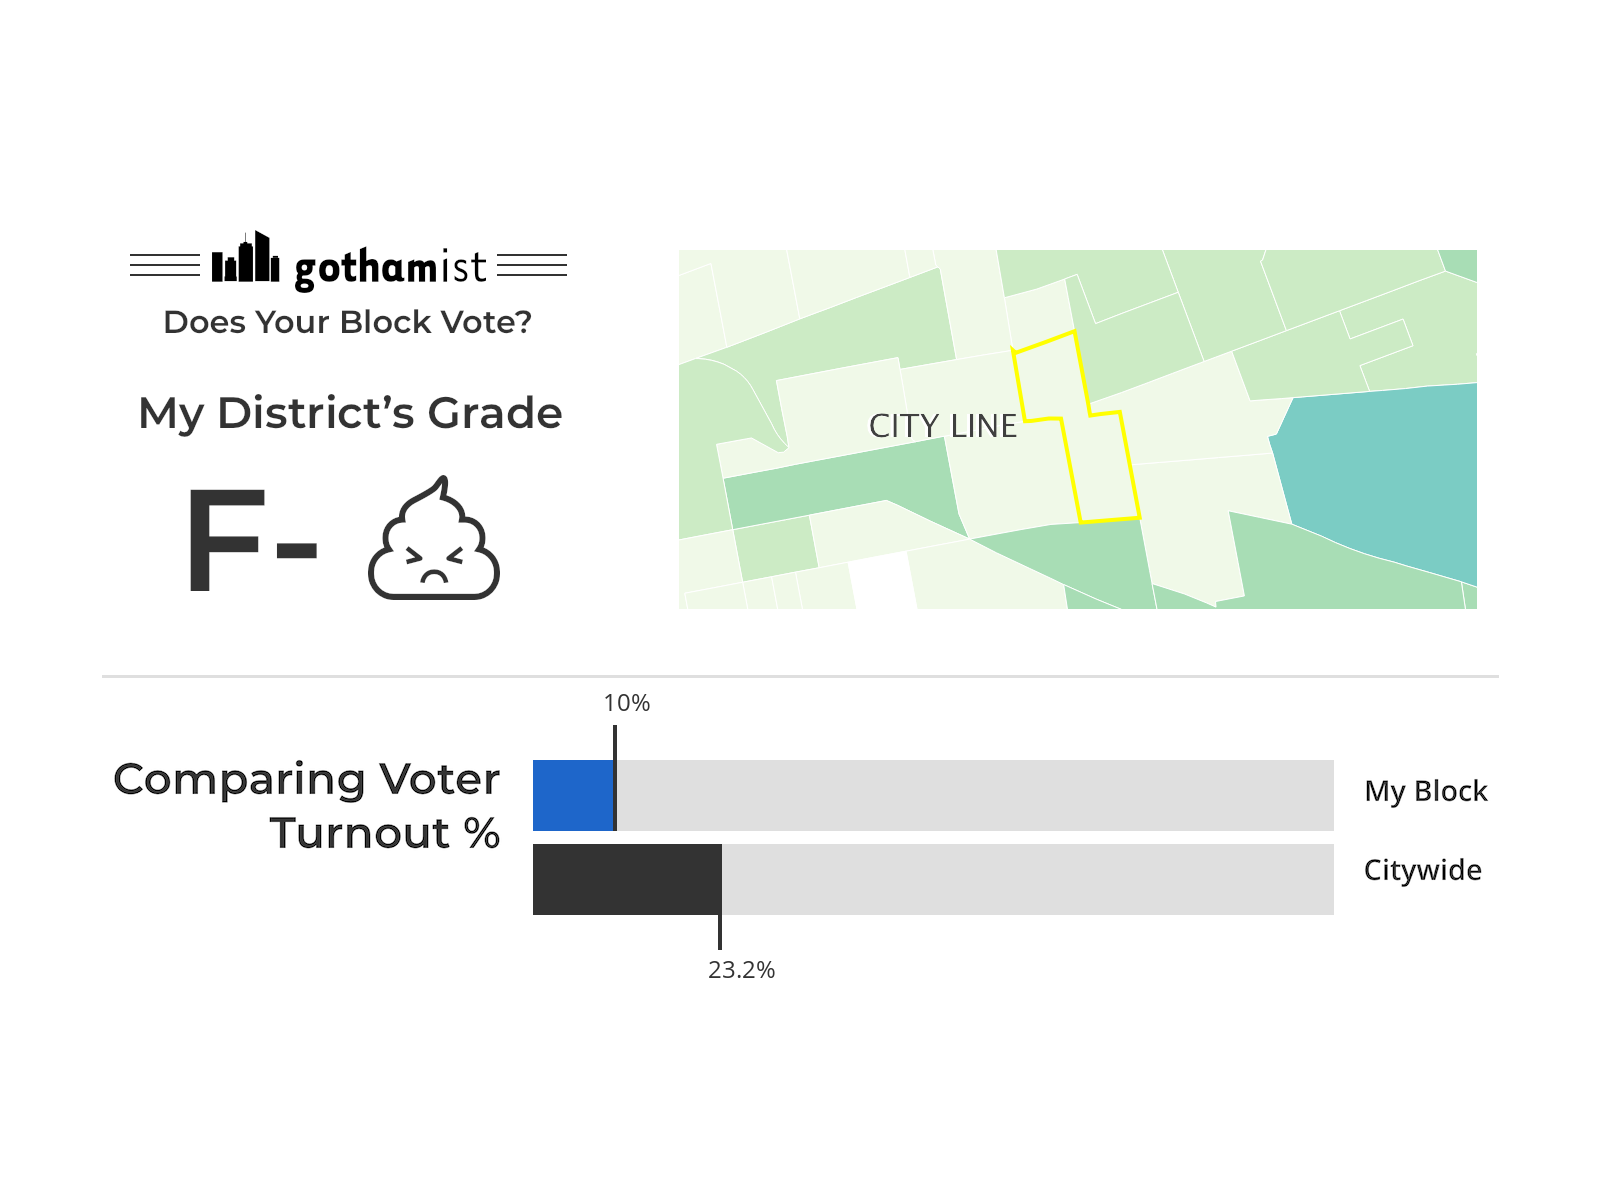 gothamist
Does Your Block Vote?
My District’s Grade
F-
CITY LINE
10%
Comparing Voter
Turnout %
My Block
Citywide
23.2%